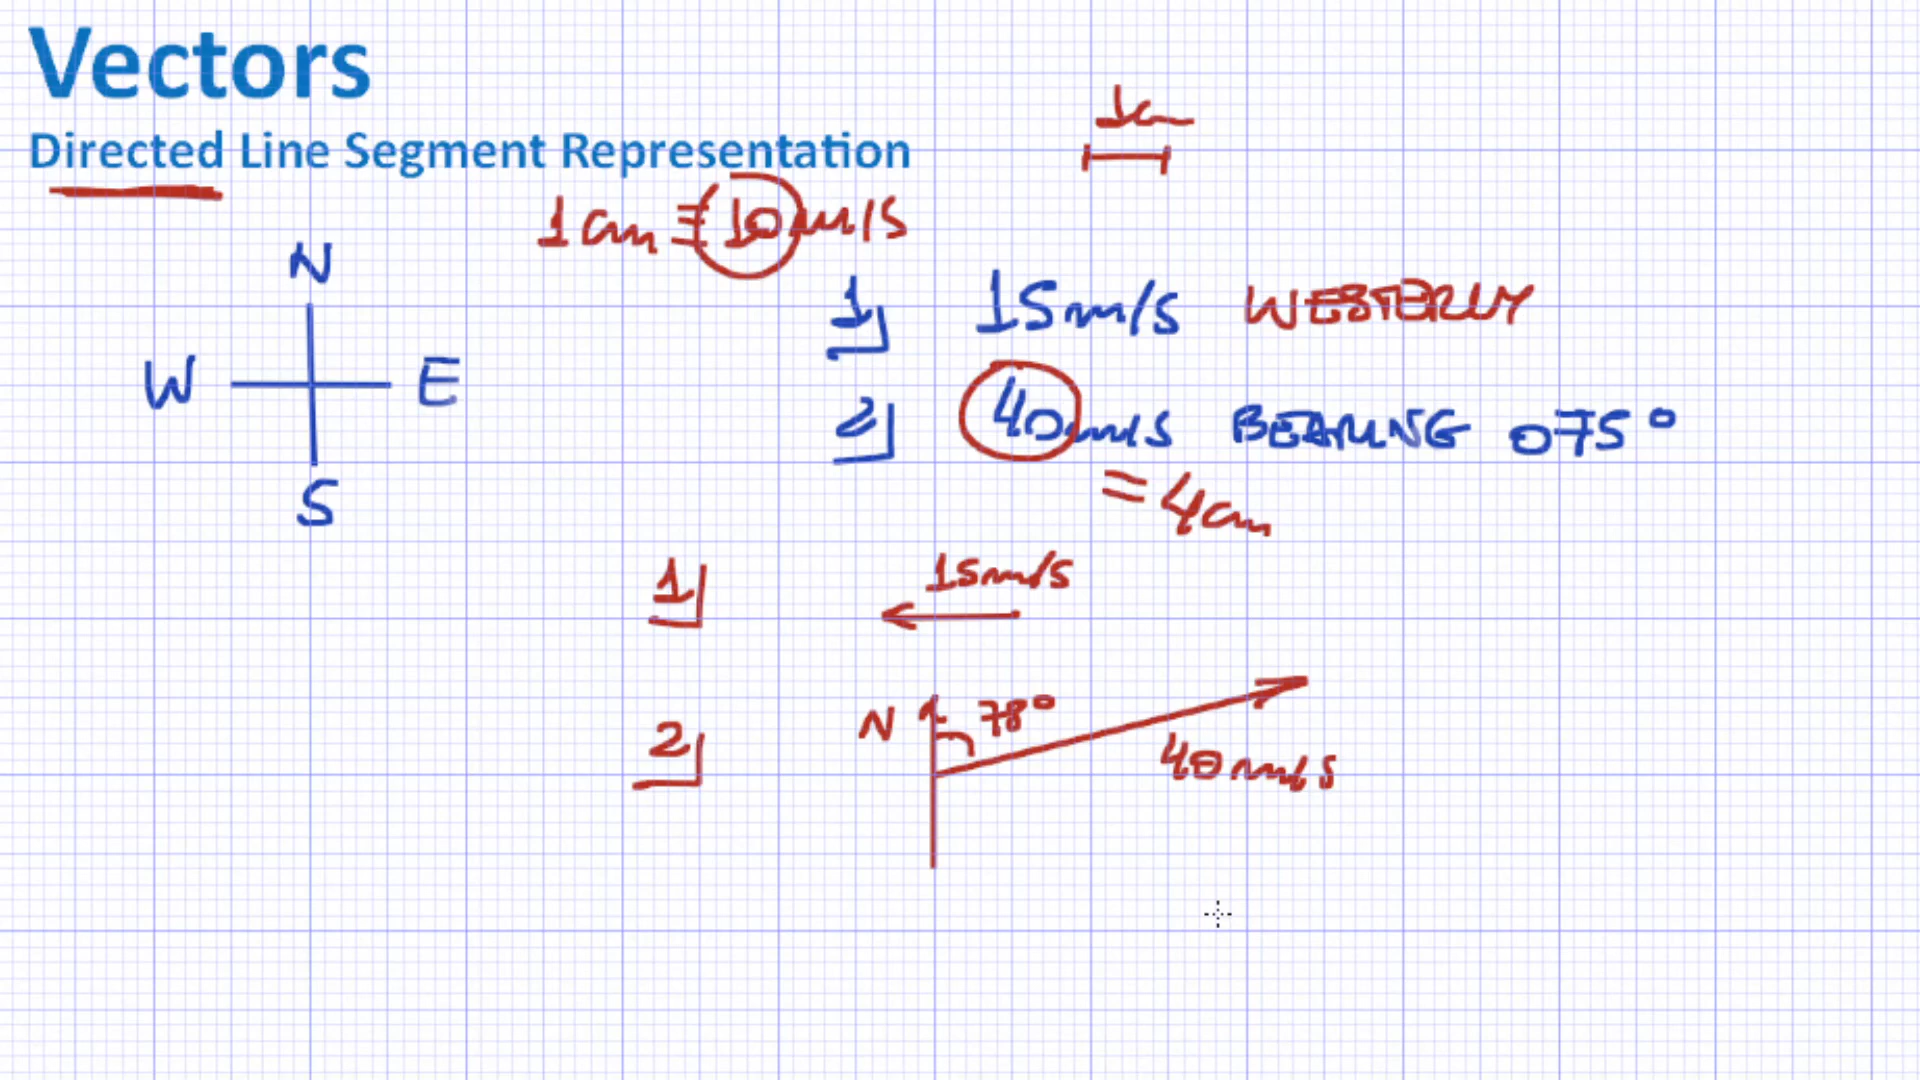 Vectors
Directed Line Segment Representation
1cm
1cm ≡ 10m/s
N
W E
S
1 15m/s WESTERLY
2 40m/s BEARING 075°
= 4cm
1 15m/s
2 N 78°
40m/s